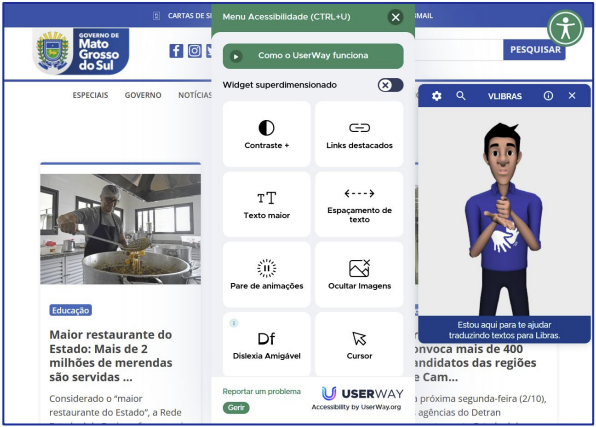 CARTAS DE
Menu Acessibilidade (CTRL+U)
MAIL
GOVERNO DE
Mato
Grosso
do Sul
Como o UserWay funciona
PESQUISAR
Widget superdimensionado
ESPECIAIS GOVERNO NOTÍCIAS
VLIBRAS
Contraste +
Links destacados
Texto maior
Espaçamento de
texto
Pare de animações
Ocultar Imagens
Df
Dislexia Amigável
Cursor
Educação
Maior restaurante do
Estado: Mais de 2
milhões de merendas
são servidas ...
Considerado o "maior
restaurante do Estado", a Rede
Estou aqui para te ajudar
traduzindo textos para Libras.
mais de 400
das regiões
Cam...
próxima segunda-feira (2/10),
agências do Detran
Reportar um problema
Gerir
USERWAY
Accessibility by UserWay.org